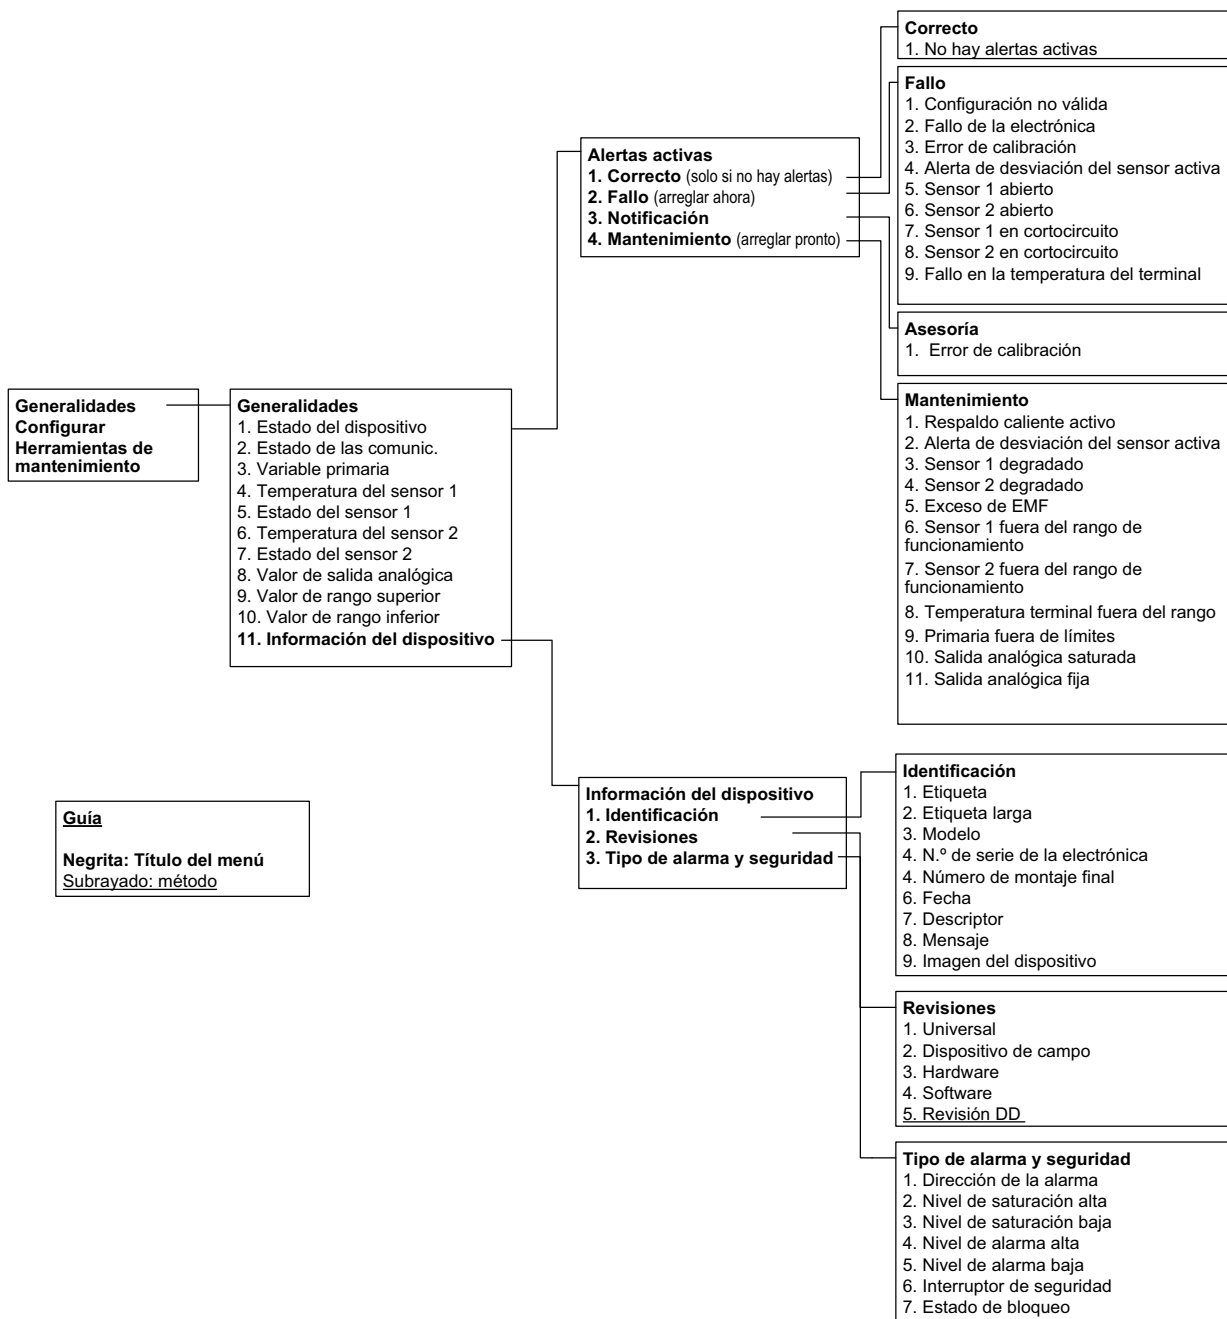 Generalidades
Configurar
Herramientas de
mantenimiento
Generalidades
1. Estado del dispositivo
2. Estado de las comunic.
3. Variable primaria
4. Temperatura del sensor 1
5. Estado del sensor 1
6. Temperatura del sensor 2
7. Estado del sensor 2
8. Valor de salida analógica
9. Valor de rango superior
10. Valor de rango inferior
11. Información del dispositivo
Alertas activas
1. Correcto (solo si no hay alertas)
2. Fallo (arreglar ahora)
3. Notificación
4. Mantenimiento (arreglar pronto)
Correcto
1. No hay alertas activas
Fallo
1. Configuración no válida
2. Fallo de la electrónica
3. Error de calibración
4. Alerta de desviación del sensor activa
5. Sensor 1 abierto
6. Sensor 2 abierto
7. Sensor 1 en cortocircuito
8. Sensor 2 en cortocircuito
9. Fallo en la temperatura del terminal
Asesoría
1. Error de calibración
Mantenimiento
1. Respaldo caliente activo
2. Alerta de desviación del sensor activa
3. Sensor 1 degradado
4. Sensor 2 degradado
5. Exceso de EMF
6. Sensor 1 fuera del rango de
funcionamiento
7. Sensor 2 fuera del rango de
funcionamiento
8. Temperatura terminal fuera del rango
9. Primaria fuera de límites
10. Salida analógica saturada
11. Salida analógica fija
Información del dispositivo
1. Identificación
2. Revisiones
3. Tipo de alarma y seguridad
Identificación
1. Etiqueta
2. Etiqueta larga
3. Modelo
4. N.º de serie de la electrónica
4. Número de montaje final
6. Fecha
7. Descriptor
8. Mensaje
9. Imagen del dispositivo
Revisiones
1. Universal
2. Dispositivo de campo
3. Hardware
4. Software
5. Revisión DD
Tipo de alarma y seguridad
1. Dirección de la alarma
2. Nivel de saturación alta
3. Nivel de saturación baja
4. Nivel de alarma alta
5. Nivel de alarma baja
6. Interruptor de seguridad
7. Estado de bloqueo
Guía
Negrita: Título del menú
Subrayado: método